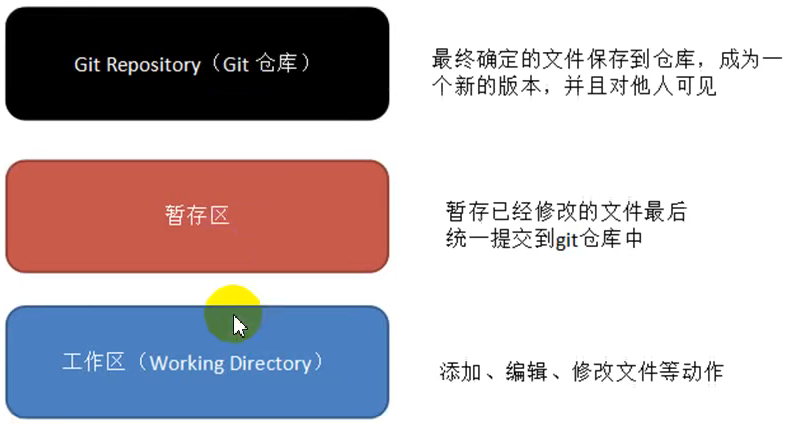 Git Repository（Git 仓库）
最终确定的文件保存到仓库，成为一
个新的版本，并且对他人可见
暂存区
暂存已经修改的文件最后
统一提交到git仓库中
工作区（Working Directory）
添加、编辑、修改文件等动作